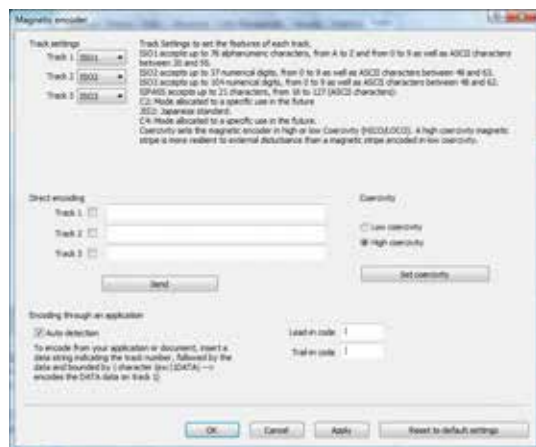 Magnetic encoder
Track settings
Track 1 ISO1
Track 2 ISO2
Track 3 ISO3
Track Settings to set the features of each track.
ISO1 accepts up to 76 alphanumeric characters, from A to Z and from 0 to 9 as well as ASCII characters
between 20 and 95.
ISO2 accepts up to 37 numerical digits, from 0 to 9 as well as ASCII characters between 48 and 63.
ISO3 accepts up to 104 numerical digits, from 0 to 9 as well as ASCII characters between 48 and 63.
accepts up to 21 characters, from 16 to 127 (ASCII characters)
C2: Mode allocated to a specific use in the future
JIS2: Japanese standard.
C4: Mode allocated to a specific use in the future.
Coercivity sets the magnetic encoder in high or low Coercivity (HICO/LOCO). A high coercivity magnetic
stripe is more resilient to external disturbance than a magnetic stripe encoded in low coercivity.
Direct encoding
Track 1
Track 2
Track 3
Send
Coercivity
Low coercivity
High coercivity
Set coercivity
Encoding through an application
Auto detection
To encode from your application or document, insert a
data string indicating the track number, followed by the
data and bounded by | character (ex:|1DATA| -->
encodes the DATA data on track 1)
Lead-in code |
Trail-in code |
OK
Cancel
Apply
Reset to default settings